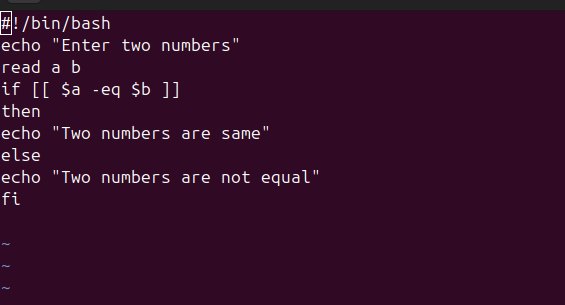 #!/bin/bash
echo "Enter two numbers"
read a b
if [[ $a -eq $b ]]
then
echo "Two numbers are same"
else
echo "Two numbers are not equal"
fi
~
~
~